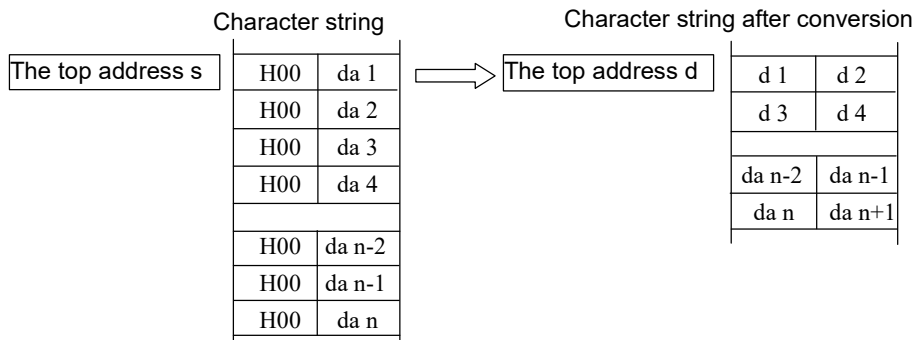 Character string
Character string after conversion
The top address s
H00 da 1
H00 da 2
H00 da 3
H00 da 4
H00 da n-2
H00 da n-1
H00 da n
The top address d
d 1 d 2
d 3 d 4
da n-2 da n-1
da n da n+1